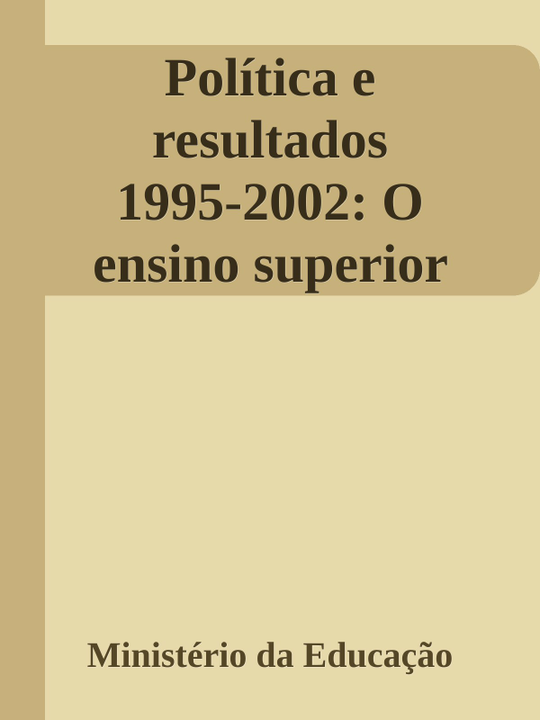 Política e
resultados
1995-2002: O
ensino superior
Ministério da Educação